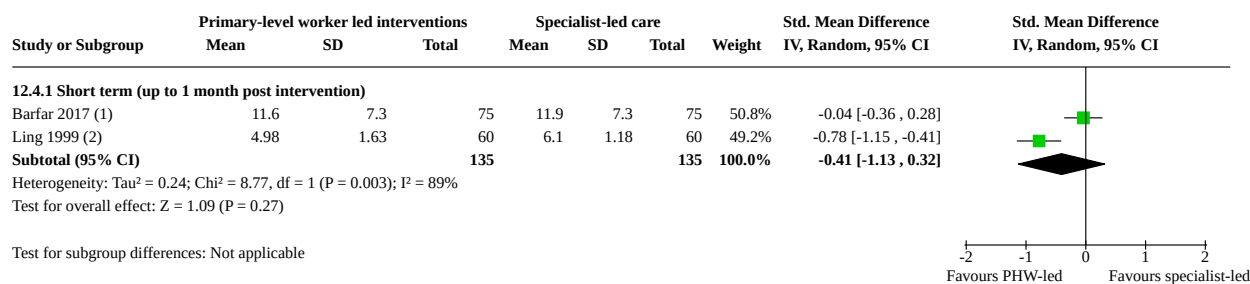 Primary-level worker led interventions Specialist-led care Std. Mean Difference Std. Mean Difference
Study or Subgroup Mean SD Total Mean SD Total Weight IV, Random, 95% CI IV, Random, 95% CI
12.4.1 Short term (up to 1 month post intervention)
Barfar 2017 (1) 11.6 7.3 75 11.9 7.3 75 50.8% -0.04 [-0.36 , 0.28]
Ling 1999 (2) 4.98 1.63 60 6.1 1.18 60 49.2% -0.78 [-1.15 , -0.41]
Subtotal (95% CI) 135 135 100.0% -0.41 [-1.13 , 0.32]
Heterogeneity: Tau² = 0.24; Chi² = 8.77, df = 1 (P = 0.003); I² = 89%
Test for overall effect: Z = 1.09 (P = 0.27)
Test for subgroup differences: Not applicable
-2 -1 0 1 2
Favours PHW-led Favours specialist-led